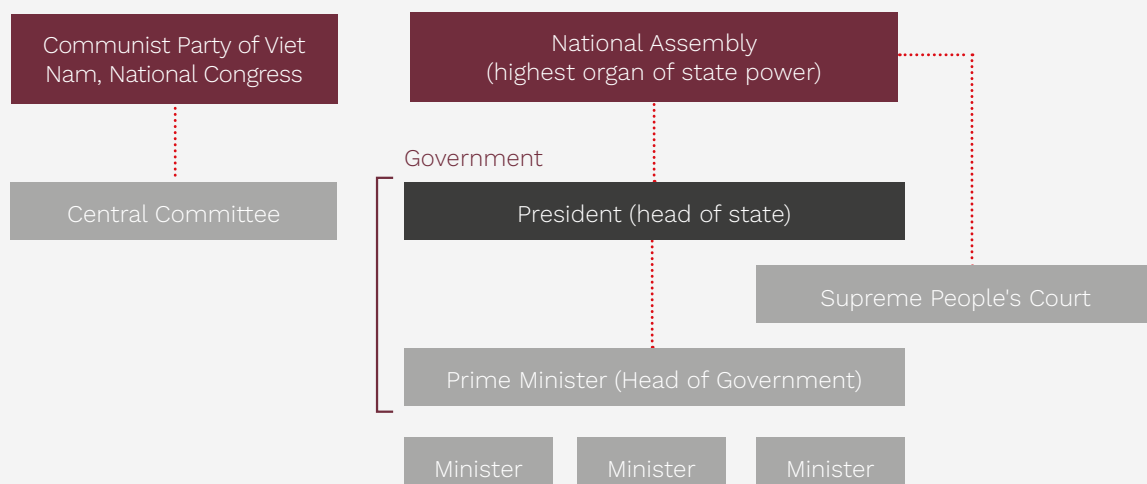 Communist Party of Viet
Nam, National Congress
National Assembly
(highest organ of state power)
Government
Central Committee
President (head of state)
Supreme People's Court
Prime Minister (Head of Government)
Minister
Minister
Minister